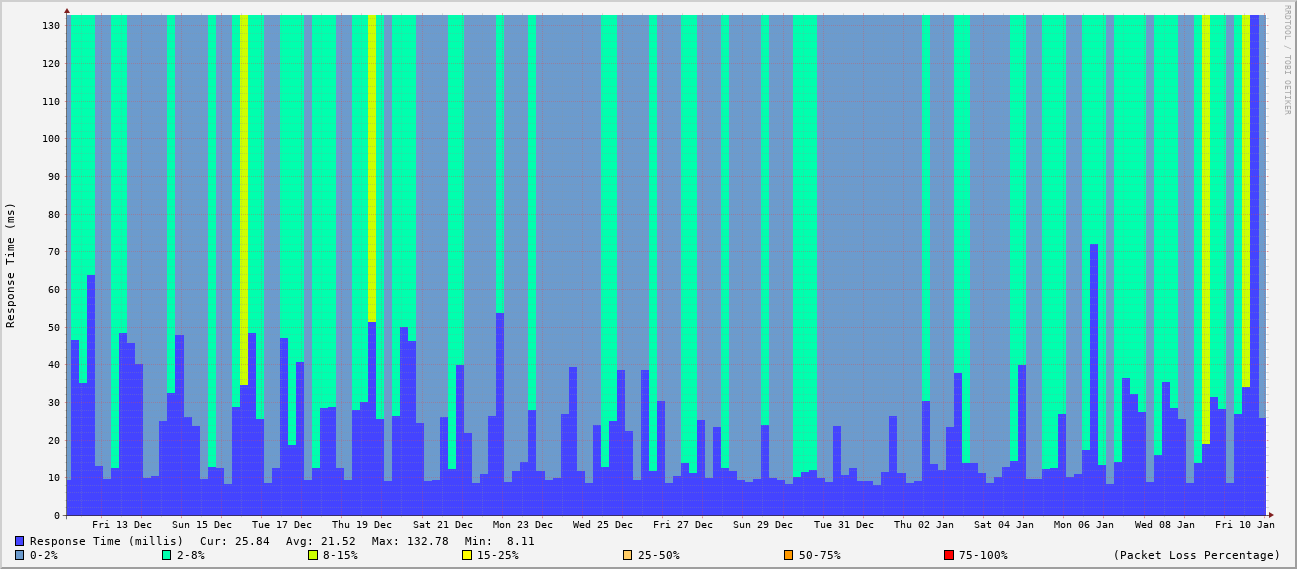 RRDTOOL / TOBI OETIKER
Response Time (ms)
130
120
110
100
90
80
70
60
50
40
30
20
10
0
Fri 13 Dec Sun 15 Dec Tue 17 Dec Thu 19 Dec Sat 21 Dec Mon 23 Dec Wed 25 Dec Fri 27 Dec Sun 29 Dec Tue 31 Dec Thu 02 Jan Sat 04 Jan Mon 06 Jan Wed 08 Jan Fri 10 Jan
Response Time (millis) Cur: 25.84 Avg: 21.52 Max: 132.78 Min: 8.11
0-2% 2-8% 8-15% 15-25% 25-50% 50-75% 75-100% (Packet Loss Percentage)